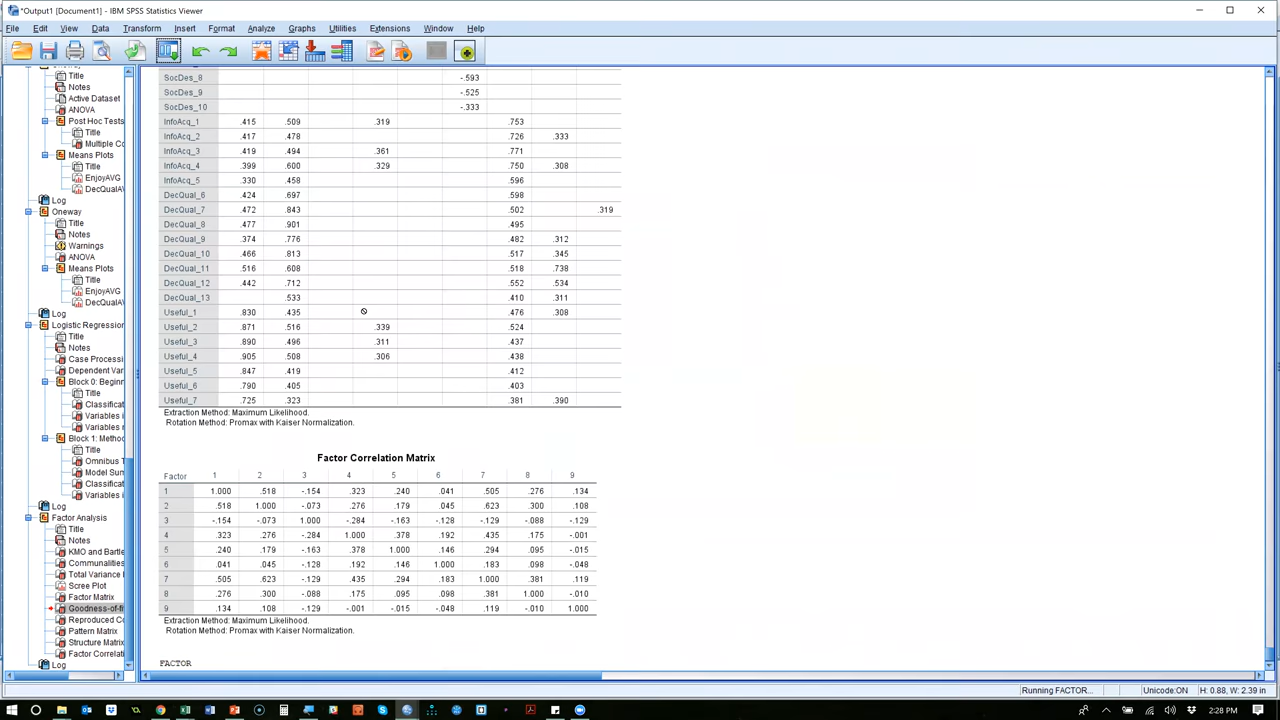 *Output1 [Document1] - IBM SPSS Statistics Viewer
File Edit View Data Transform Insert Format Analyze Graphs Utilities Extensions Window Help
Title
Notes
Active Dataset
ANOVA
Post Hoc Tests
Title
Multiple Co
Means Plots
Title
EnjoyAVG
DecQualAV
Log
Oneway
Title
Notes
Warnings
ANOVA
Means Plots
Title
EnjoyAVG
DecQualAV
Log
Logistic Regression
Title
Notes
Case Processi
Dependent Vari
Block 0: Beginn
Title
Classificat
Variables i
Variables n
Block 1: Metho
Title
Omnibus T
Model Sum
Classificat
Variables i
Log
Factor Analysis
Title
Notes
KMO and Bartle
Communalities
Total Variance
Scree Plot
Factor Matrix
Goodness-of-fi
Reproduced Co
Pattern Matrix
Structure Matrix
Factor Correlati
Log
SocDes_8 -.593
SocDes_9 -.525
SocDes_10 -.333
InfoAcq_1 .415 .509 .319 .753
InfoAcq_2 .417 .478 .726 .333
InfoAcq_3 .419 .494 .361 .771
InfoAcq_4 .399 .600 .329 .750 .308
InfoAcq_5 .330 .458 .596
DecQual_6 .424 .697 .598
DecQual_7 .472 .843 .502 .319
DecQual_8 .477 .901 .495
DecQual_9 .374 .776 .482 .312
DecQual_10 .466 .813 .517 .345
DecQual_11 .516 .608 .518 .738
DecQual_12 .442 .712 .552 .534
DecQual_13 .533 .410 .311
Useful_1 .830 .435 .476 .308
Useful_2 .871 .516 .339 .524
Useful_3 .890 .496 .311 .437
Useful_4 .905 .508 .306 .438
Useful_5 .847 .419 .412
Useful_6 .790 .405 .403
Useful_7 .725 .323 .381 .390
Extraction Method: Maximum Likelihood.
Rotation Method: Promax with Kaiser Normalization.
Factor Correlation Matrix
Factor 1 2 3 4 5 6 7 8 9
1 1.000 .518 -.154 .323 .240 .041 .505 .276 .134
2 .518 1.000 -.073 .276 .179 .045 .623 .300 .108
3 -.154 -.073 1.000 -.284 -.163 -.128 -.129 -.088 -.129
4 .323 .276 -.284 1.000 .378 .192 .435 .175 -.001
5 .240 .179 -.163 .378 1.000 .146 .294 .095 -.015
6 .041 .045 -.128 .192 .146 1.000 .183 .098 -.048
7 .505 .623 -.129 .435 .294 .183 1.000 .381 .119
8 .276 .300 -.088 .175 .095 .098 .381 1.000 -.010
9 .134 .108 -.129 -.001 -.015 -.048 .119 -.010 1.000
Extraction Method: Maximum Likelihood.
Rotation Method: Promax with Kaiser Normalization.
FACTOR
Running FACTOR... Unicode:ON H: 0.88, W: 2.39 in
2:28 PM